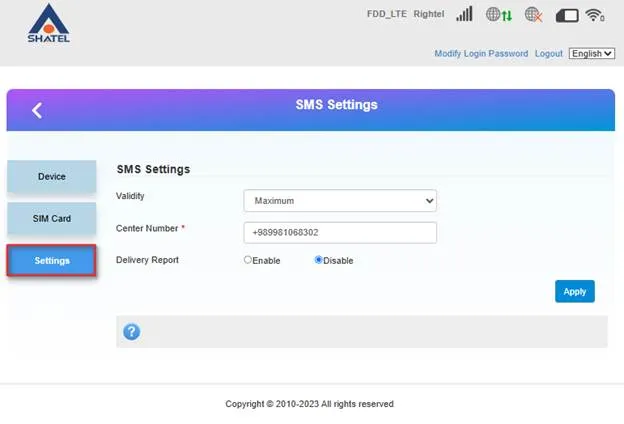 SHATEL
FDD_LTE Rightel
0
Modify Login Password Logout English
SMS Settings
Device
SIM Card
Settings
SMS Settings
Validity Maximum
Center Number * +989981068302
Delivery Report Enable Disable
Apply
?
Copyright © 2010-2023 All rights reserved